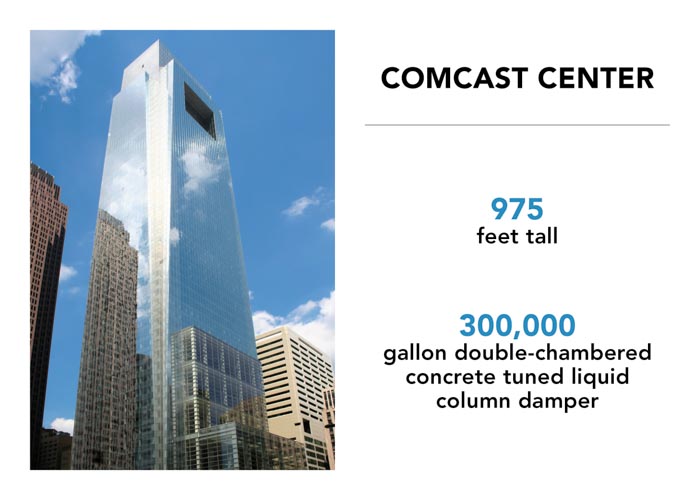 COMCAST CENTER
975
feet tall
300,000
gallon double-chambered
concrete tuned liquid
column damper